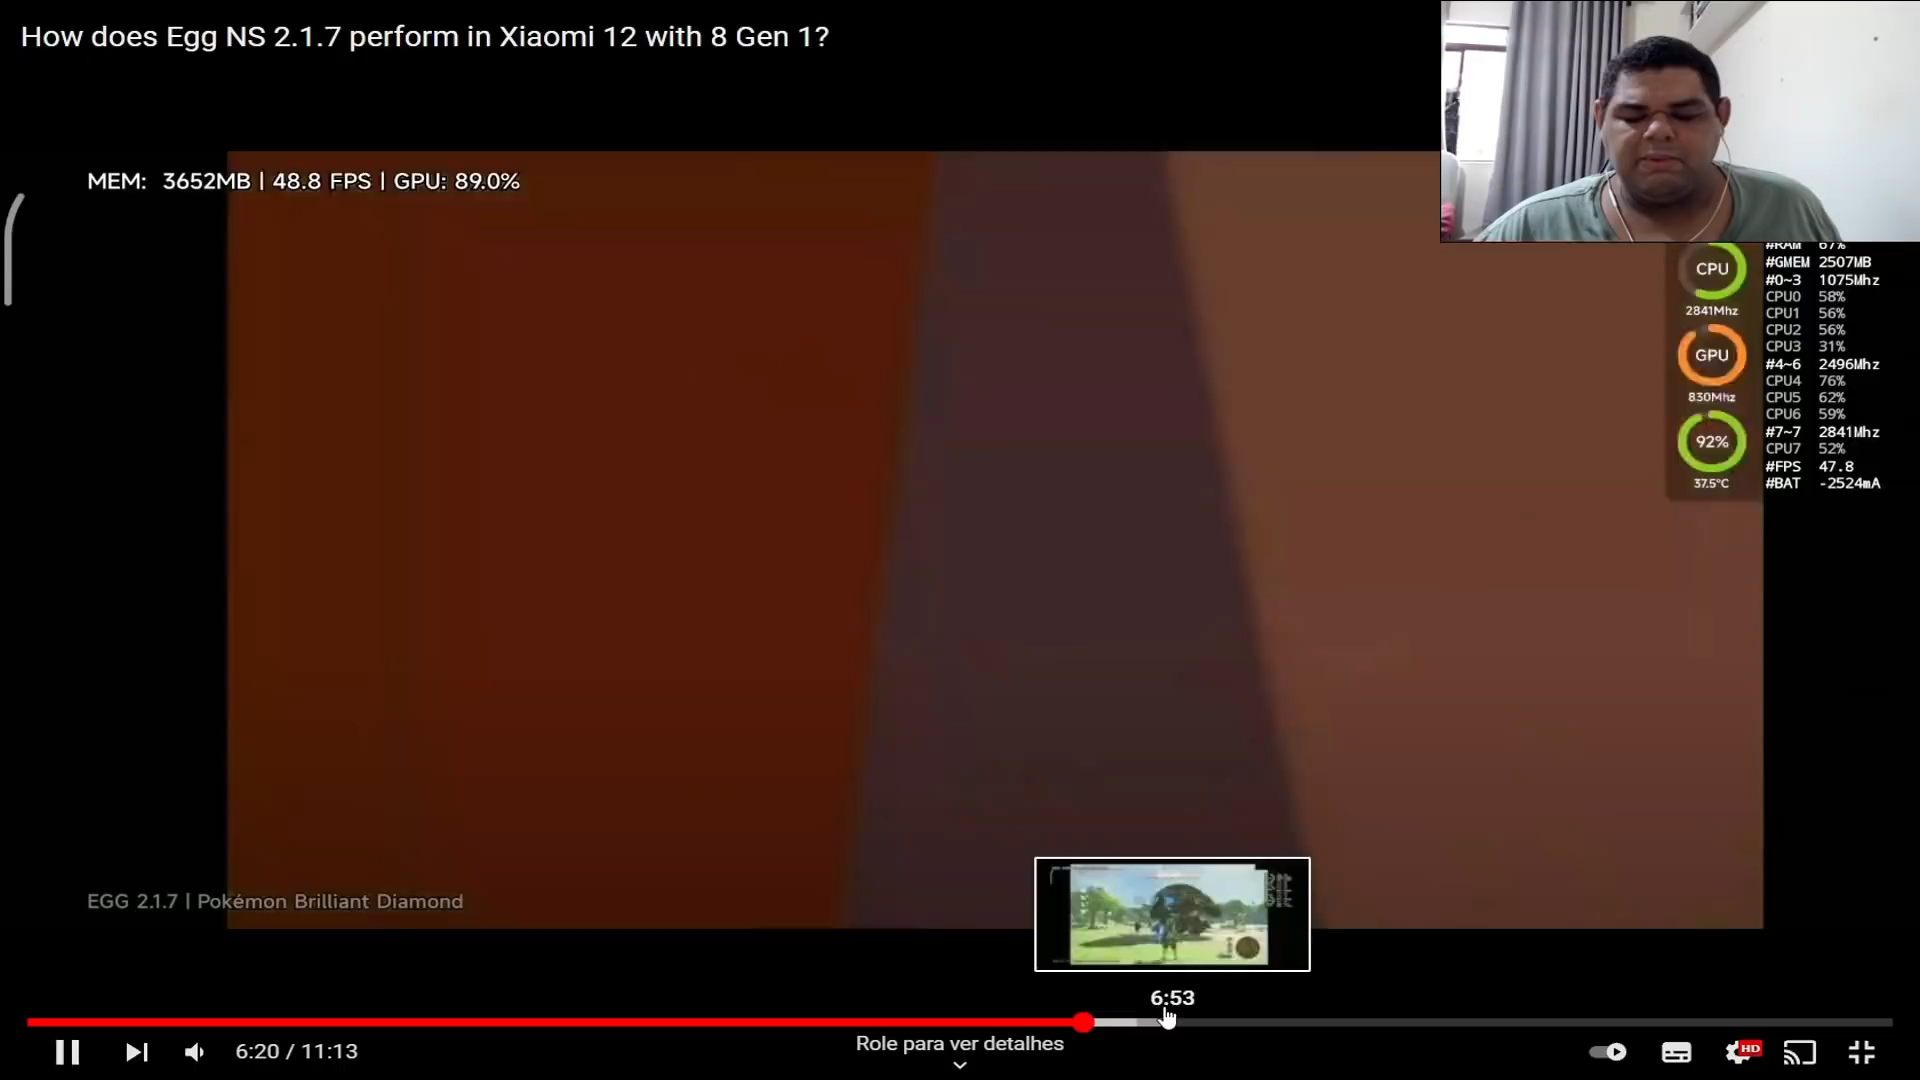 How does Egg NS 2.1.7 perform in Xiaomi 12 with 8 Gen 1?
MEM: 3652MB | 48.8 FPS | GPU: 89.0%
CPU
2841Mhz
GPU
830Mhz
92%
37.5°C
#RAM 67%
#GMEM 2507MB
#0~3 1075Mhz
CPU0 58%
CPU1 56%
CPU2 56%
CPU3 31%
#4~6 2496Mhz
CPU4 76%
CPU5 62%
CPU6 59%
#7~7 2841Mhz
CPU7 52%
#FPS 47.8
#BAT -2524mA
EGG 2.1.7 | Pokémon Brilliant Diamond
6:53
6:20 / 11:13
Role para ver detalhes
HD